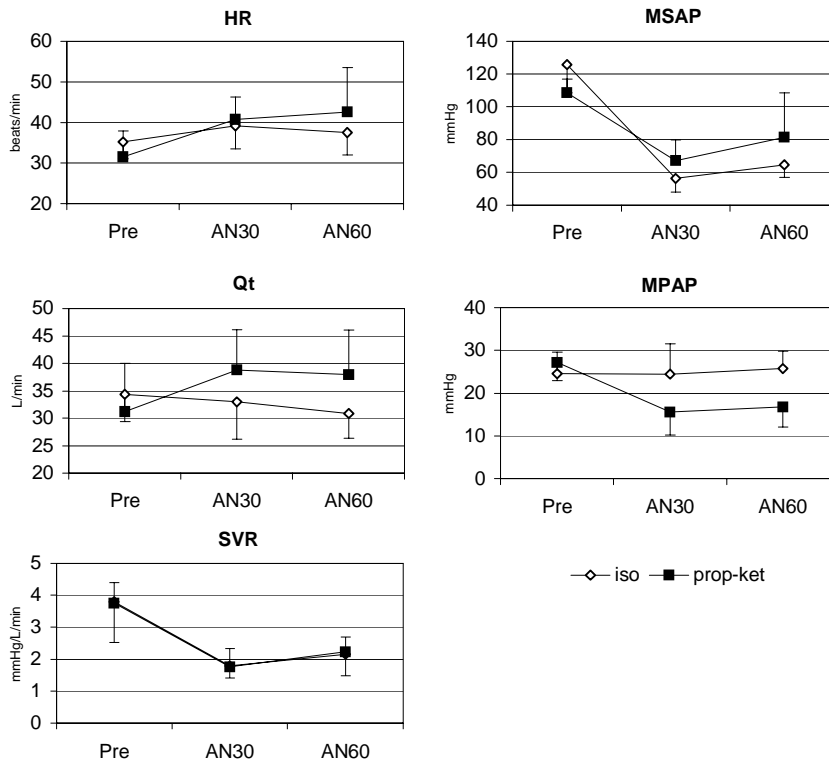 HR
60
50
40
30
20
beats/min
Pre AN30 AN60
MSAP
140
120
100
80
60
40
mmHg
Pre AN30 AN60
Qt
50
45
40
35
30
25
20
L/min
Pre AN30 AN60
MPAP
40
30
20
10
0
mmHg
Pre AN30 AN60
SVR
5
4
3
2
1
0
mmHg/L/min
Pre AN30 AN60
iso prop-ket